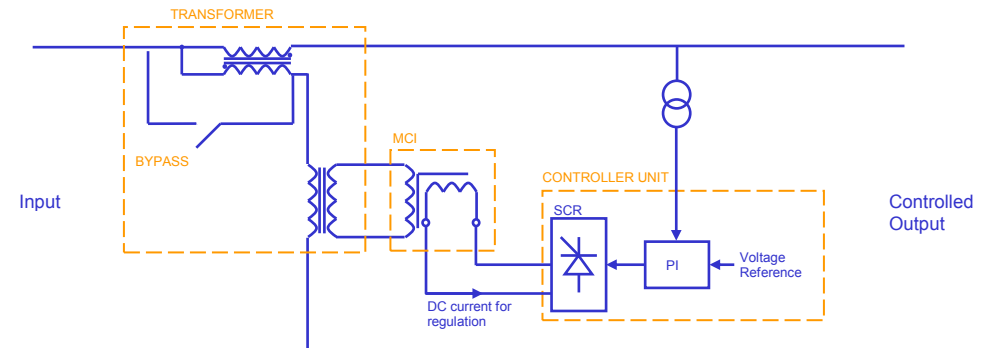 TRANSFORMER
BYPASS
MCI
CONTROLLER UNIT
Input
SCR
PI
Voltage
Reference
Controlled
Output
DC current for
regulation